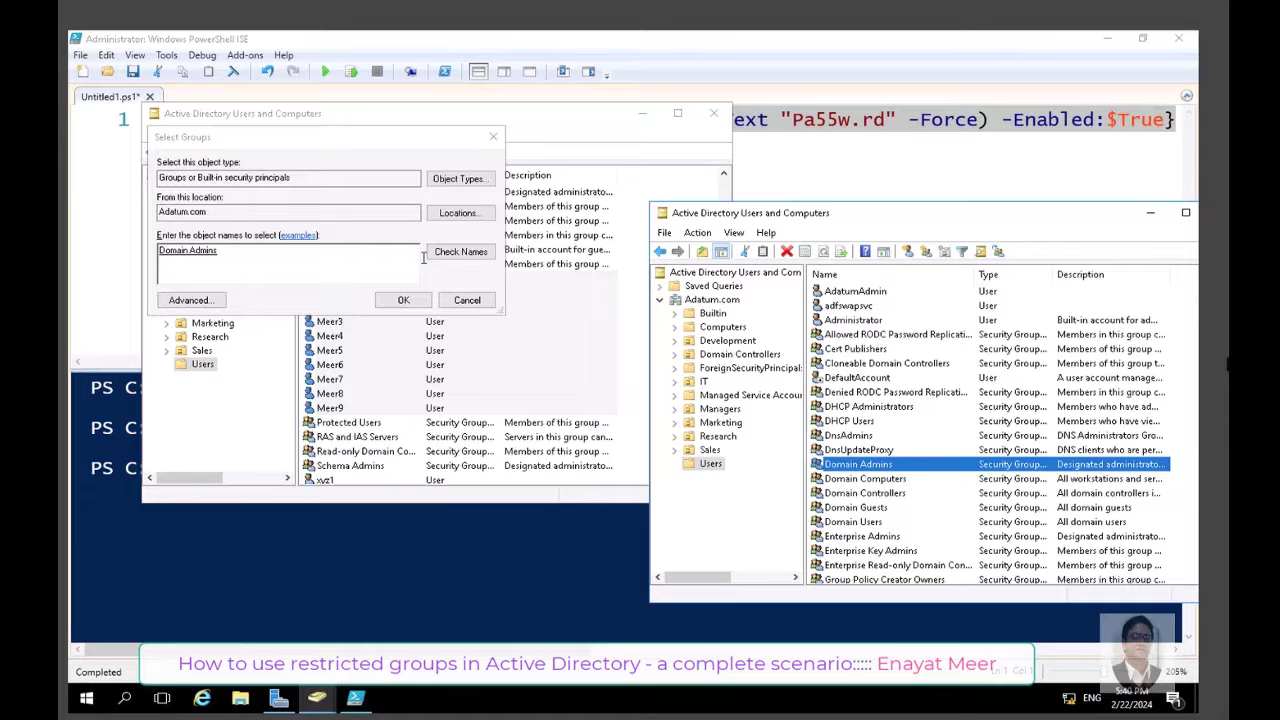 Administrator: Windows PowerShell ISE
File Edit View Tools Debug Add-ons Help
Untitled1.ps1*
1
ext "Pa55w.rd" -Force) -Enabled:$True}
Active Directory Users and Computers
Select Groups
Select this object type:
Groups or Built-in security principals
Object Types...
From this location:
Adatum.com
Locations...
Enter the object names to select (examples):
Domain Admins
Check Names
Advanced...
OK
Cancel
Description
Designated administrato...
Members of this group ...
Members of this group ...
Members in this group c...
Built-in account for gue...
Members of this group ...
Marketing
Research
Sales
Users
Meer3 User
Meer4 User
Meer5 User
Meer6 User
Meer7 User
Meer8 User
Meer9 User
Protected Users Security Group... Members of this group ...
RAS and IAS Servers Security Group... Servers in this group can...
Read-only Domain Co... Security Group... Members of this group ...
Schema Admins Security Group... Designated administrato...
xyz1 User
Active Directory Users and Computers
File Action View Help
Active Directory Users and Com
Saved Queries
Adatum.com
Builtin
Computers
Development
Domain Controllers
ForeignSecurityPrincipal:
IT
Managed Service Accour
Managers
Marketing
Research
Sales
Users
Name Type Description
AdatumAdmin User
adfswapsvc User
Administrator User Built-in account for ad...
Allowed RODC Password Replicati... Security Group... Members in this group c...
Cert Publishers Security Group... Members of this group ...
Cloneable Domain Controllers Security Group... Members of this group t...
DefaultAccount User A user account manage...
Denied RODC Password Replicati... Security Group... Members in this group c...
DHCP Administrators Security Group... Members who have ad...
DHCP Users Security Group... Members who have vie...
DnsAdmins Security Group... DNS Administrators Gro...
DnsUpdateProxy Security Group... DNS clients who are per...
Domain Admins Security Group... Designated administrato...
Domain Computers Security Group... All workstations and ser...
Domain Controllers Security Group... All domain controllers i...
Domain Guests Security Group... All domain guests
Domain Users Security Group... All domain users
Enterprise Admins Security Group... Designated administrato...
Enterprise Key Admins Security Group... Members of this group ...
Enterprise Read-only Domain Con... Security Group... Members of this group ...
Group Policy Creator Owners Security Group... Members in this group c...
PS C:
PS C:
PS C:
How to use restricted groups in Active Directory - a complete scenario::::: Enayat Meer
Completed
Ln 1 Col 1
205%
ENG
5:40 PM
2/22/2024